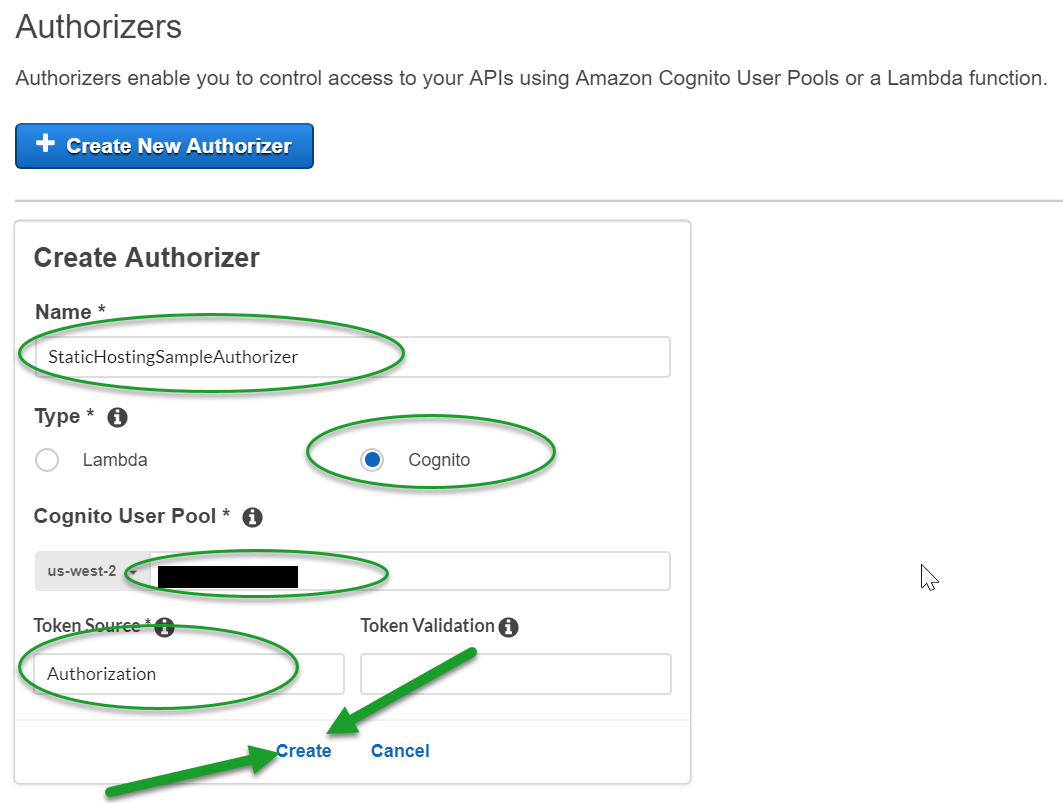 Authorizers
Authorizers enable you to control access to your APIs using Amazon Cognito User Pools or a Lambda function.
Create New Authorizer
Create Authorizer
Name *
StaticHostingSampleAuthorizer
Type *
Lambda Cognito
Cognito User Pool *
us-west-2
Token Source * Token Validation
Authorization
Create Cancel